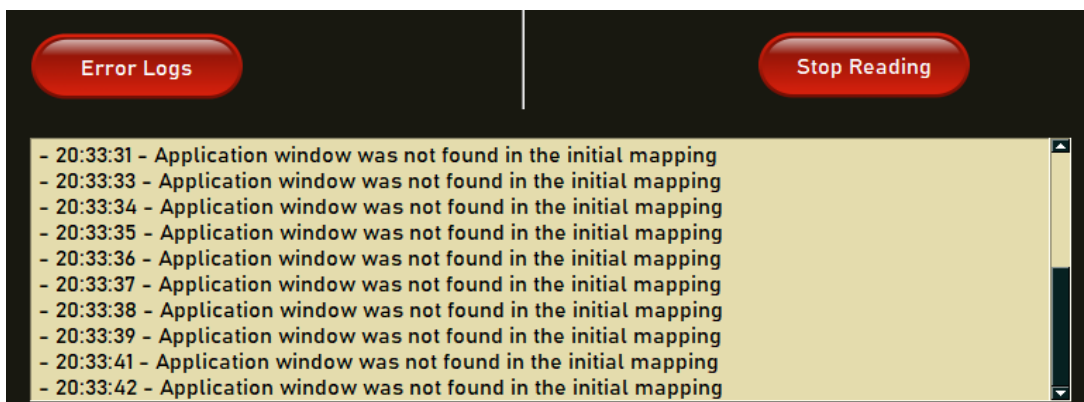 Error Logs
Stop Reading
- 20:33:31 - Application window was not found in the initial mapping
- 20:33:33 - Application window was not found in the initial mapping
- 20:33:34 - Application window was not found in the initial mapping
- 20:33:35 - Application window was not found in the initial mapping
- 20:33:36 - Application window was not found in the initial mapping
- 20:33:37 - Application window was not found in the initial mapping
- 20:33:38 - Application window was not found in the initial mapping
- 20:33:39 - Application window was not found in the initial mapping
- 20:33:41 - Application window was not found in the initial mapping
- 20:33:42 - Application window was not found in the initial mapping